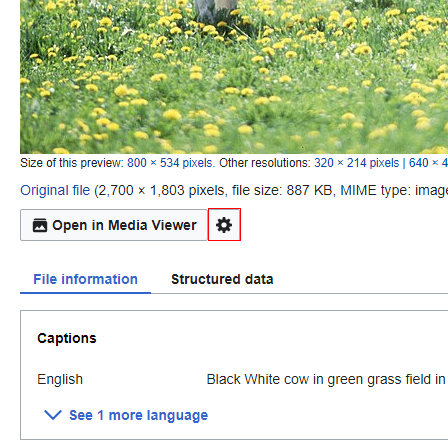 Size of this preview: 800 × 534 pixels. Other resolutions: 320 × 214 pixels | 640 × 4
Original file (2,700 × 1,803 pixels, file size: 887 KB, MIME type: imag
Open in Media Viewer
File information Structured data
Captions
English Black White cow in green grass field in
See 1 more language